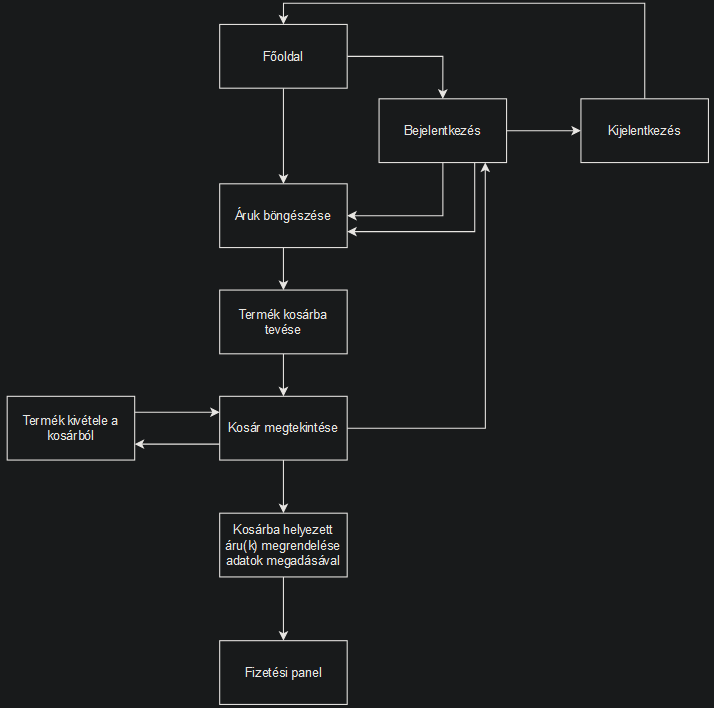 Főoldal
Bejelentkezés
Kijelentkezés
Áruk böngészése
Termék kosárba
tevése
Termék kivétele a
kosárból
Kosár megtekintése
Kosárba helyezett
áru(k) megrendelése
adatok megadásával
Fizetési panel